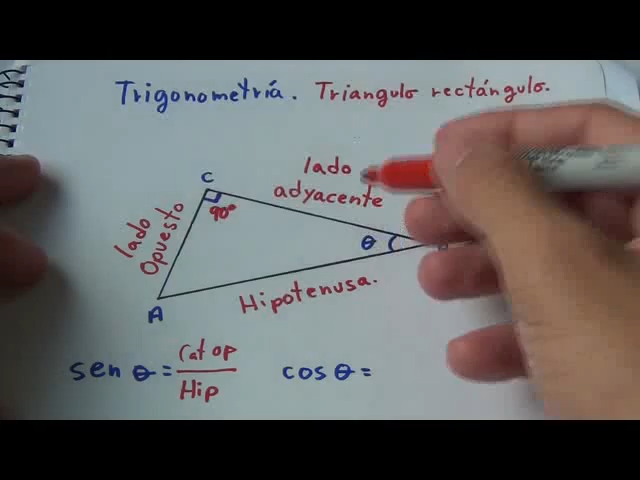 Trigonometría. Triangulo rectángulo.
lado
adyacente
C
90°
lado
Opuesto
θ
A
Hipotenusa.
sen θ = Cat op / Hip
cos θ =